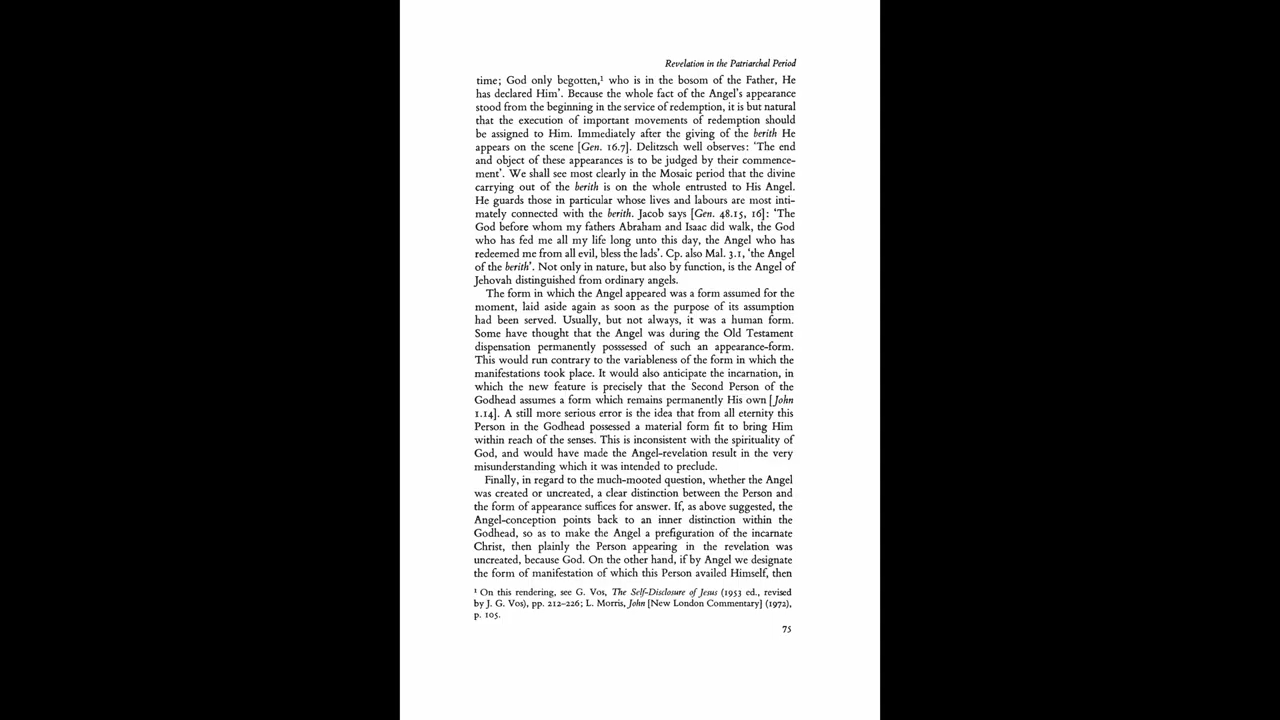 Revelation in the Patriarchal Period
time; God only begotten,¹ who is in the bosom of the Father, He
has declared Him’. Because the whole fact of the Angel’s appearance
stood from the beginning in the service of redemption, it is but natural
that the execution of important movements of redemption should
be assigned to Him. Immediately after the giving of the berith He
appears on the scene [Gen. 16.7]. Delitzsch well observes: ‘The end
and object of these appearances is to be judged by their commence-
ment’. We shall see most clearly in the Mosaic period that the divine
carrying out of the berith is on the whole entrusted to His Angel.
He guards those in particular whose lives and labours are most inti-
mately connected with the berith. Jacob says [Gen. 48.15, 16]: ‘The
God before whom my fathers Abraham and Isaac did walk, the God
who has fed me all my life long unto this day, the Angel who has
redeemed me from all evil, bless the lads’. Cp. also Mal. 3.1, ‘the Angel
of the berith’. Not only in nature, but also by function, is the Angel of
Jehovah distinguished from ordinary angels.
The form in which the Angel appeared was a form assumed for the
moment, laid aside again as soon as the purpose of its assumption
had been served. Usually, but not always, it was a human form.
Some have thought that the Angel was during the Old Testament
dispensation permanently posssessed of such an appearance-form.
This would run contrary to the variableness of the form in which the
manifestations took place. It would also anticipate the incarnation, in
which the new feature is precisely that the Second Person of the
Godhead assumes a form which remains permanently His own [John
1.14]. A still more serious error is the idea that from all eternity this
Person in the Godhead possessed a material form fit to bring Him
within reach of the senses. This is inconsistent with the spirituality of
God, and would have made the Angel-revelation result in the very
misunderstanding which it was intended to preclude.
Finally, in regard to the much-mooted question, whether the Angel
was created or uncreated, a clear distinction between the Person and
the form of appearance suffices for answer. If, as above suggested, the
Angel-conception points back to an inner distinction within the
Godhead, so as to make the Angel a prefiguration of the incarnate
Christ, then plainly the Person appearing in the revelation was
uncreated, because God. On the other hand, if by Angel we designate
the form of manifestation of which this Person availed Himself, then
¹ On this rendering, see G. Vos, The Self-Disclosure of Jesus (1953 ed., revised
by J. G. Vos), pp. 212–226; L. Morris, John [New London Commentary] (1972),
p. 105.
75